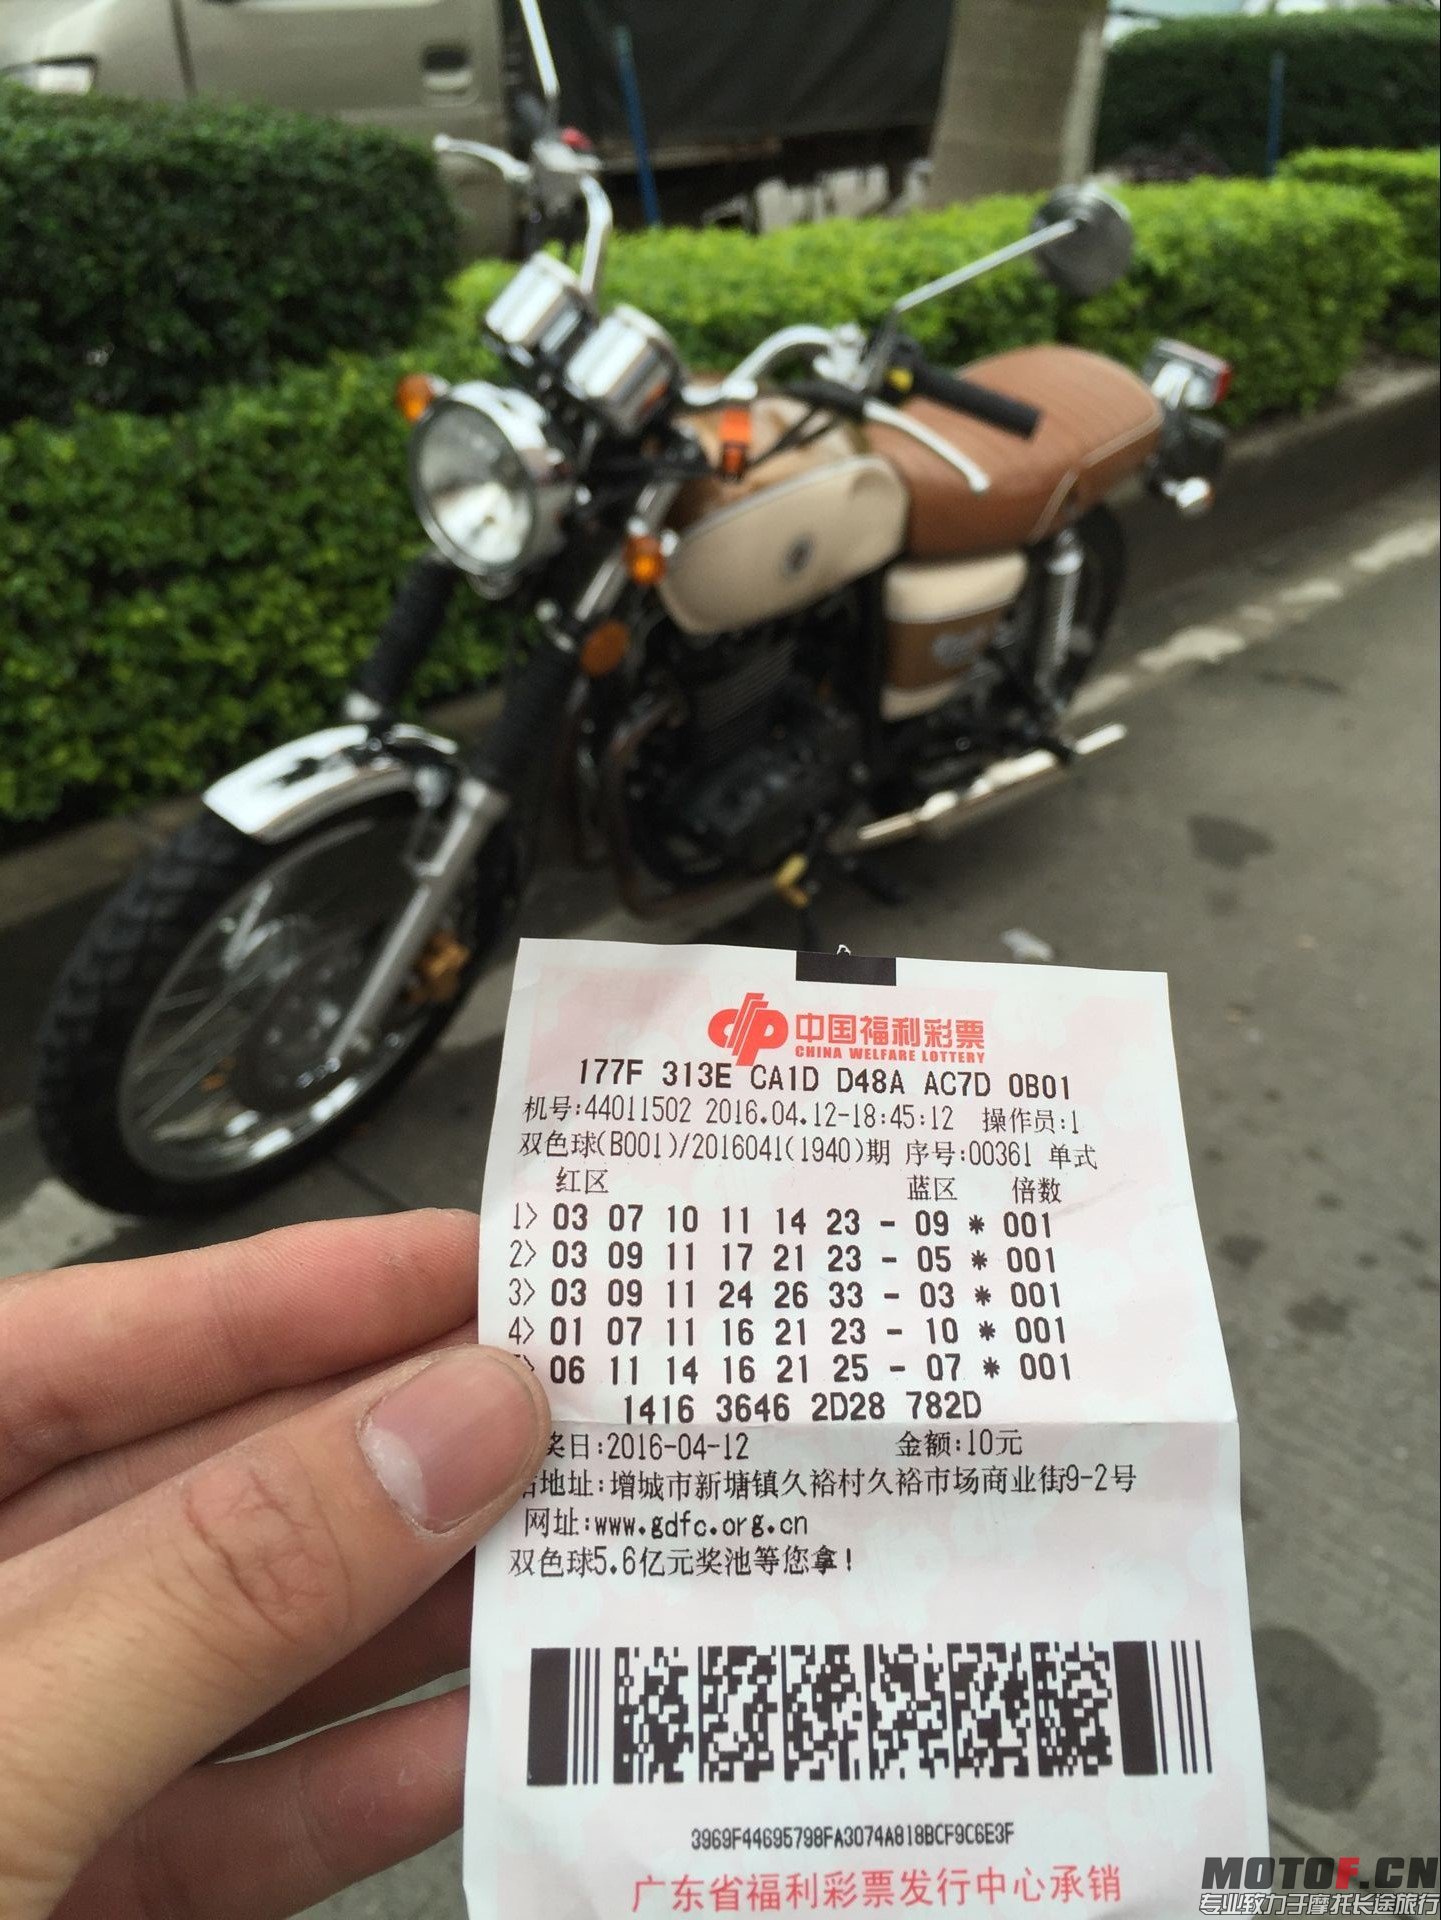 中国福利彩票
CHINA WELFARE LOTTERY
177F 313E CA1D D48A AC7D 0B01
机号:44011502 2016.04.12-18:45:12 操作员:1
双色球(B001)/2016041(1940)期 序号:00361 单式
红区 蓝区 倍数
1> 03 07 10 11 14 23 - 09 * 001
2> 03 09 11 17 21 23 - 05 * 001
3> 03 09 11 24 26 33 - 03 * 001
4> 01 07 11 16 21 23 - 10 * 001
> 06 11 14 16 21 25 - 07 * 001
1416 3646 2D28 782D
奖日:2016-04-12 金额:10元
地址:增城市新塘镇久裕村久裕市场商业街9-2号
网址:www.gdfc.org.cn
双色球5.6亿元奖池等您拿!
3969F44695798FA3074A818BCF9C6E3F
广东省福利彩票发行中心承销
MOTOF.CN
专业致力于摩托长途旅行